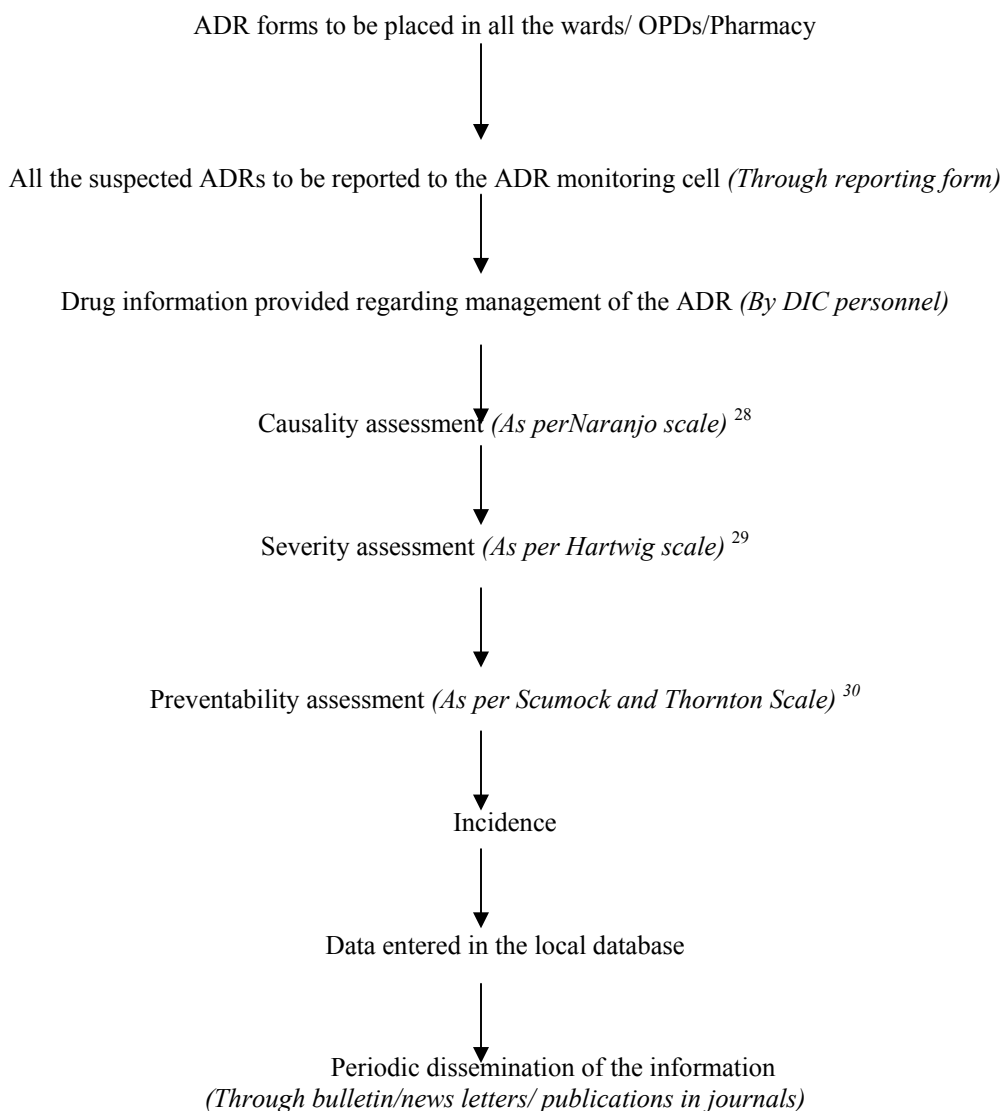 ADR forms to be placed in all the wards/ OPDs/Pharmacy
All the suspected ADRs to be reported to the ADR monitoring cell (Through reporting form)
Drug information provided regarding management of the ADR (By DIC personnel)
Causality assessment (As perNaranjo scale) 28
Severity assessment (As per Hartwig scale) 29
Preventability assessment (As per Scumock and Thornton Scale) 30
Incidence
Data entered in the local database
Periodic dissemination of the information
(Through bulletin/news letters/ publications in journals)